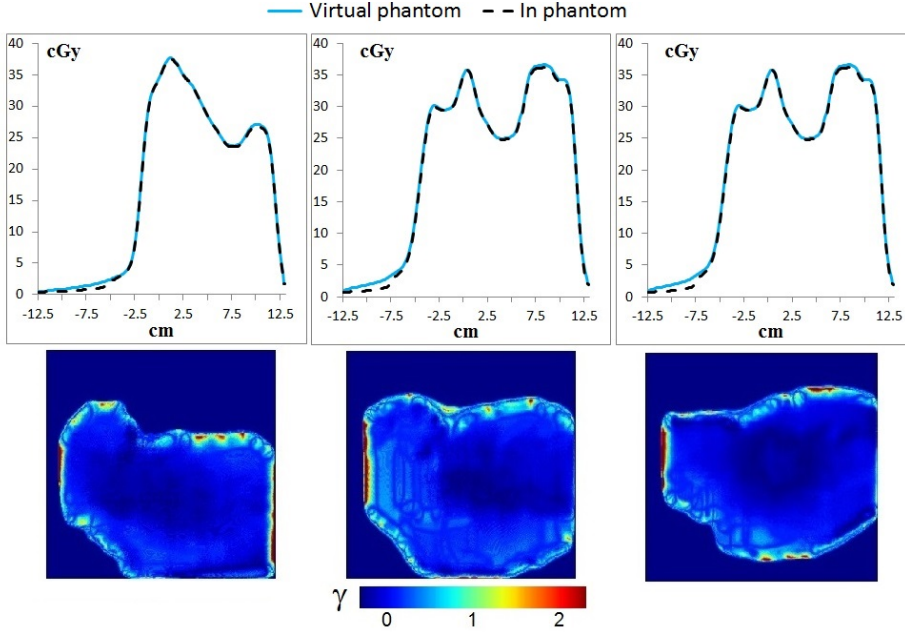 Virtual phantom In phantom
cGy cGy cGy
40 40 40
35 35 35
30 30 30
25 25 25
20 20 20
15 15 15
10 10 10
5 5 5
0 0 0
-12.5 -7.5 -2.5 2.5 7.5 12.5 -12.5 -7.5 -2.5 2.5 7.5 12.5 -12.5 -7.5 -2.5 2.5 7.5 12.5
cm cm cm
γ 0 1 2